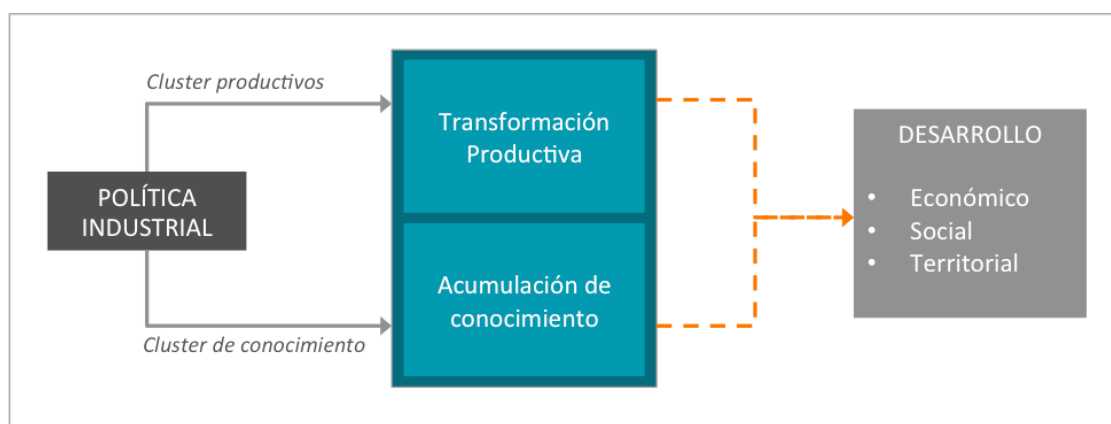 Cluster productivos
Transformación
Productiva
POLÍTICA
INDUSTRIAL
Acumulación de
conocimiento
Cluster de conocimiento
DESARROLLO
• Económico
• Social
• Territorial